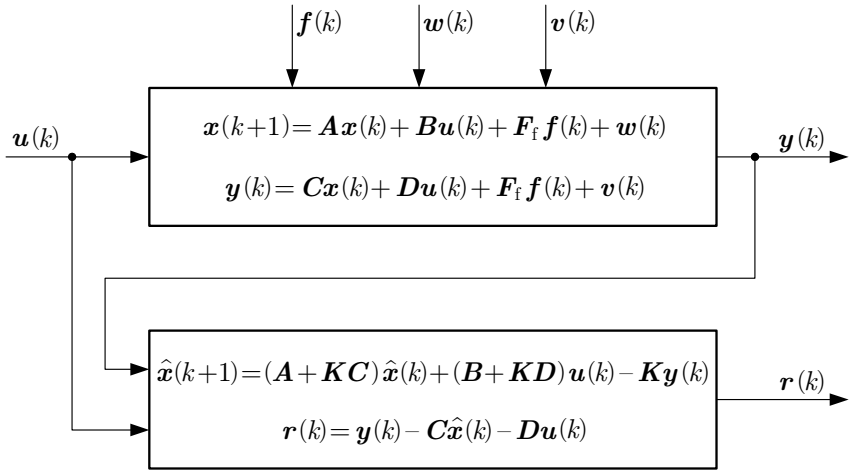 f(k) w(k) v(k)
u(k)
x(k+1)=Ax(k)+Bu(k)+F_f f(k)+w(k)
y(k)=Cx(k)+Du(k)+F_f f(k)+v(k)
y(k)
x̂(k+1)=(A+KC)x̂(k)+(B+KD)u(k)–Ky(k)
r(k)=y(k)–Cx̂(k)–Du(k)
r(k)